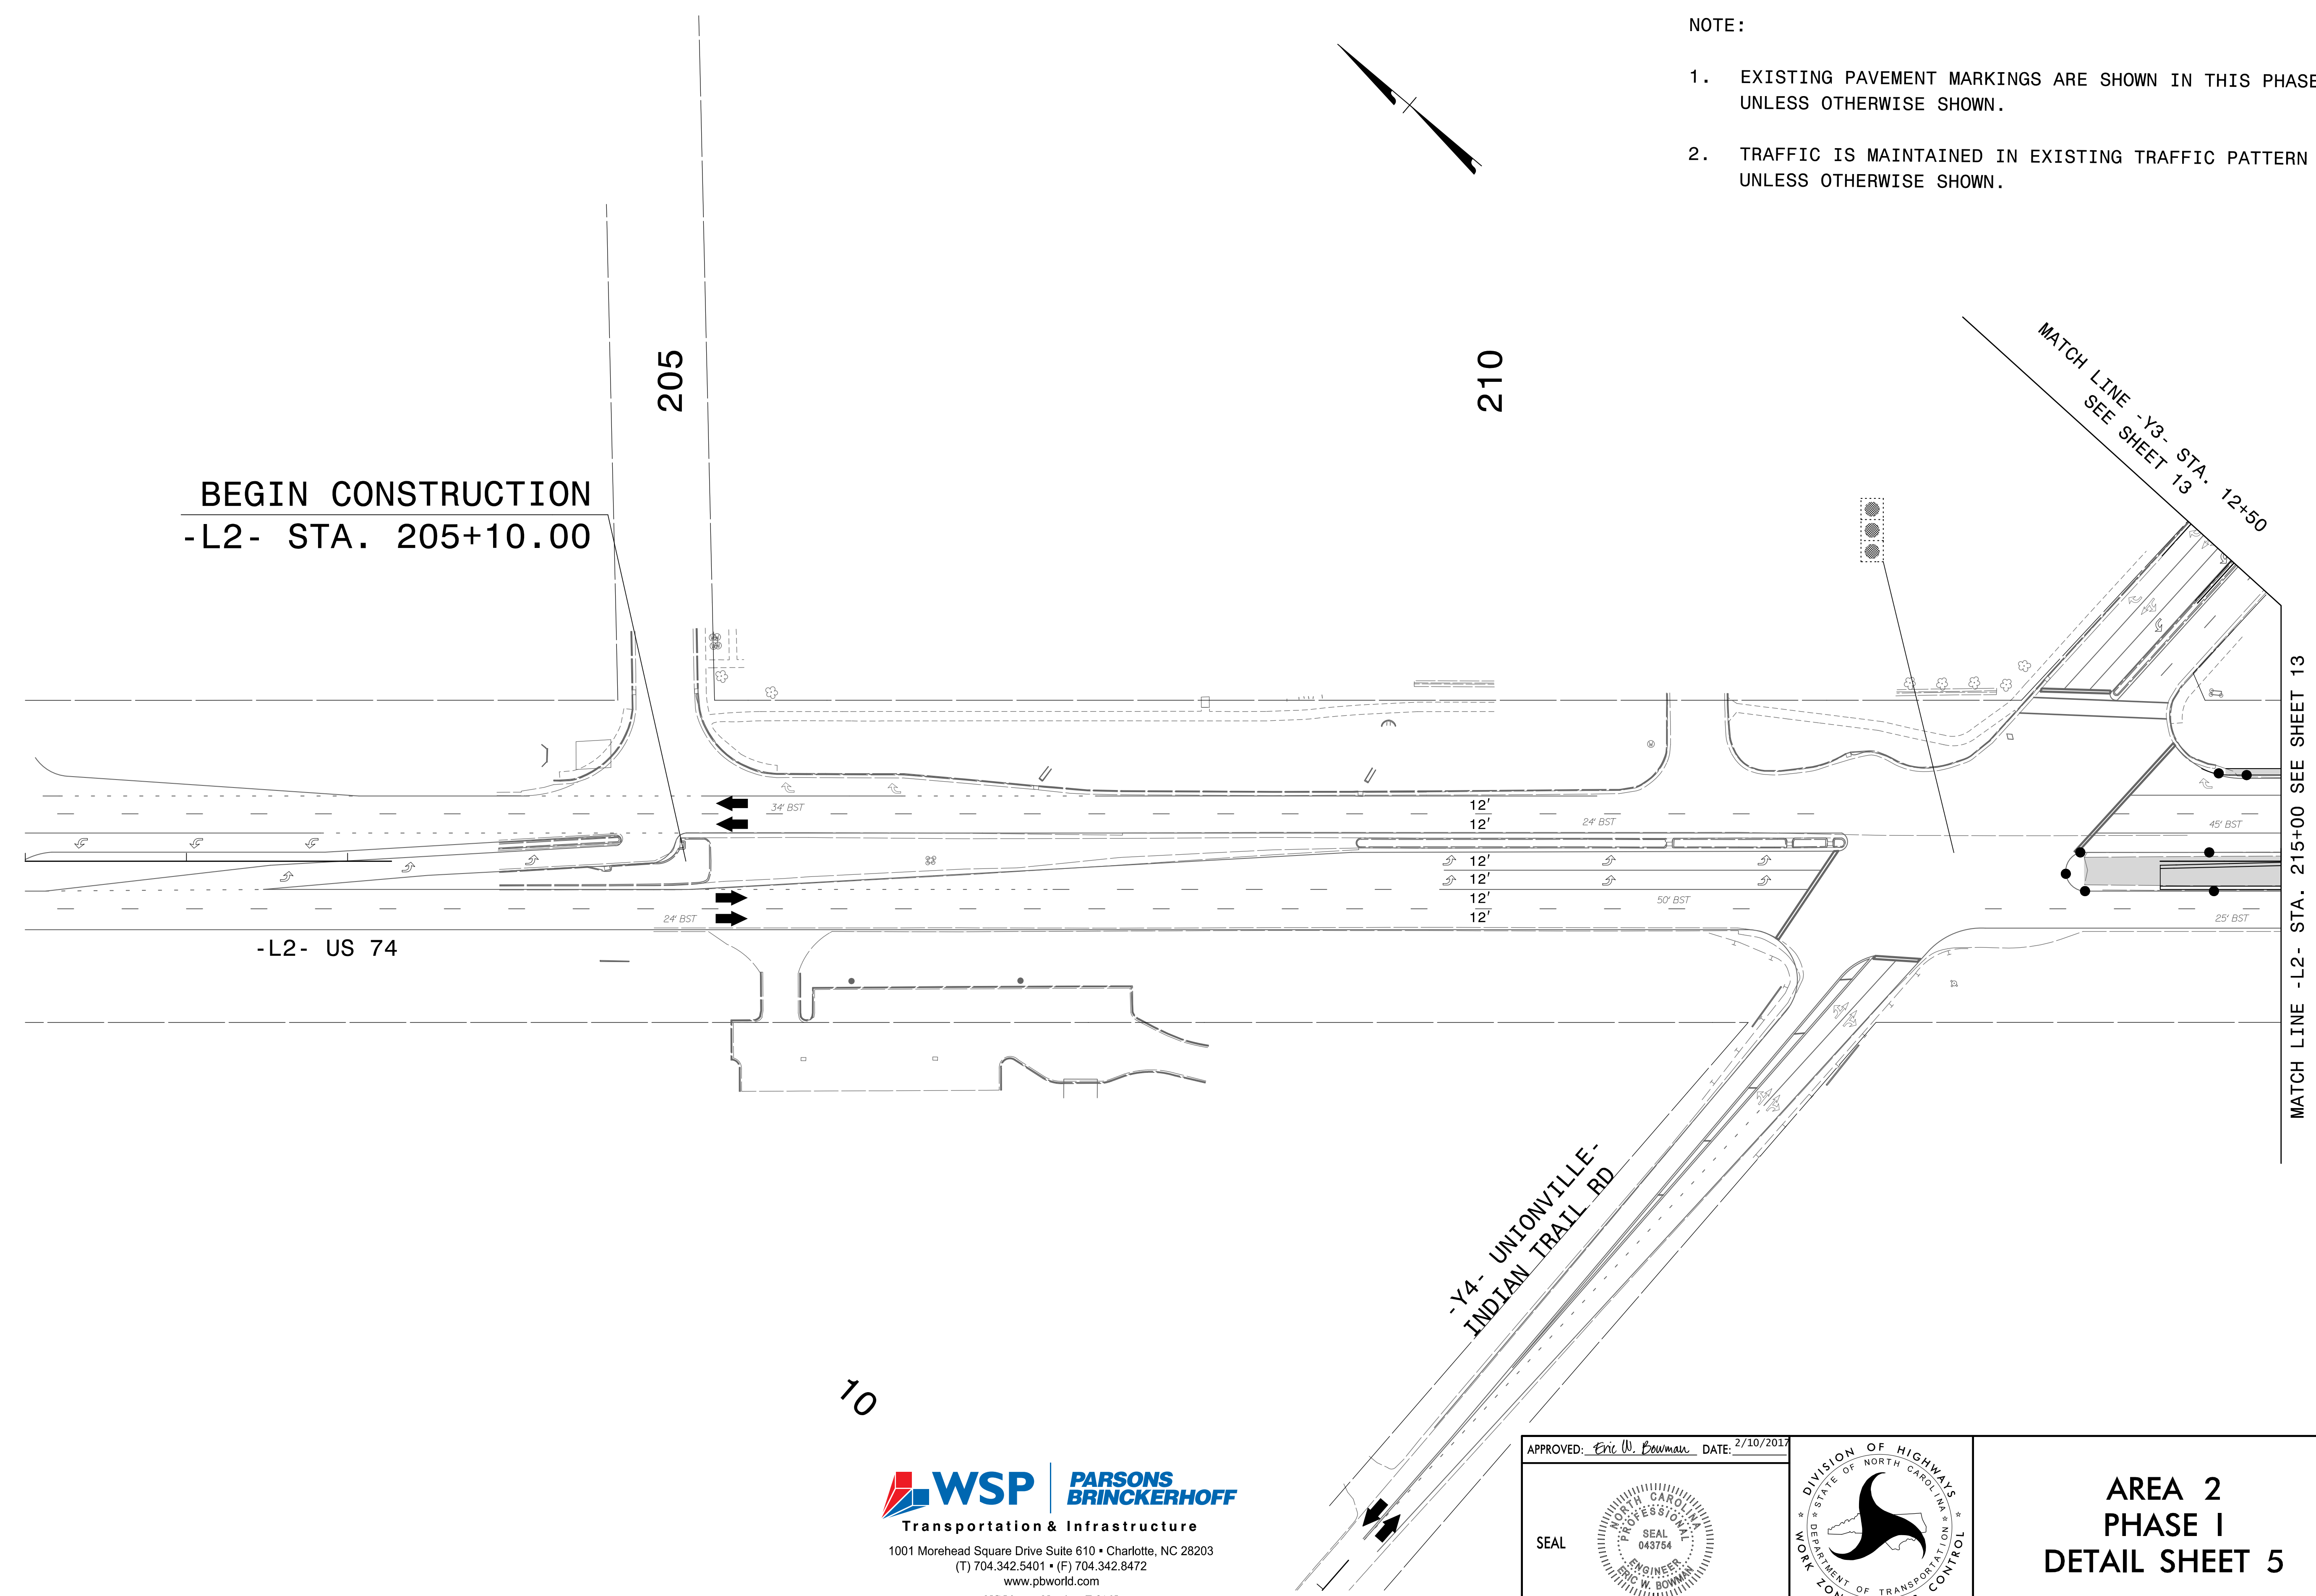 NOTE:
1. EXISTING PAVEMENT MARKINGS ARE SHOWN IN THIS PHASE
UNLESS OTHERWISE SHOWN.
2. TRAFFIC IS MAINTAINED IN EXISTING TRAFFIC PATTERN
UNLESS OTHERWISE SHOWN.
205
210
MATCH LINE -Y3- STA. 12+50
SEE SHEET 13
BEGIN CONSTRUCTION
-L2- STA. 205+10.00
34' BST
12'
12'
24' BST
45' BST
12'
12'
12'
12'
50' BST
24' BST
25' BST
-L2- US 74
MATCH LINE -L2- STA. 215+00 SEE SHEET 13
-Y4- UNIONVILLE-
INDIAN TRAIL RD
10
WSP
PARSONS
BRINCKERHOFF
Transportation & Infrastructure
1001 Morehead Square Drive Suite 610 ▪ Charlotte, NC 28203
(T) 704.342.5401 ▪ (F) 704.342.8472
www.pbworld.com
APPROVED: Eric W. Bowman DATE: 2/10/2017
SEAL
NORTH CAROLINA
PROFESSIONAL
SEAL
043754
ENGINEER
ERIC W. BOWMAN
DIVISION OF HIGHWAYS
STATE OF NORTH CAROLINA
DEPARTMENT OF TRANSPORTATION
WORK ZONE CONTROL
AREA 2
PHASE I
DETAIL SHEET 5